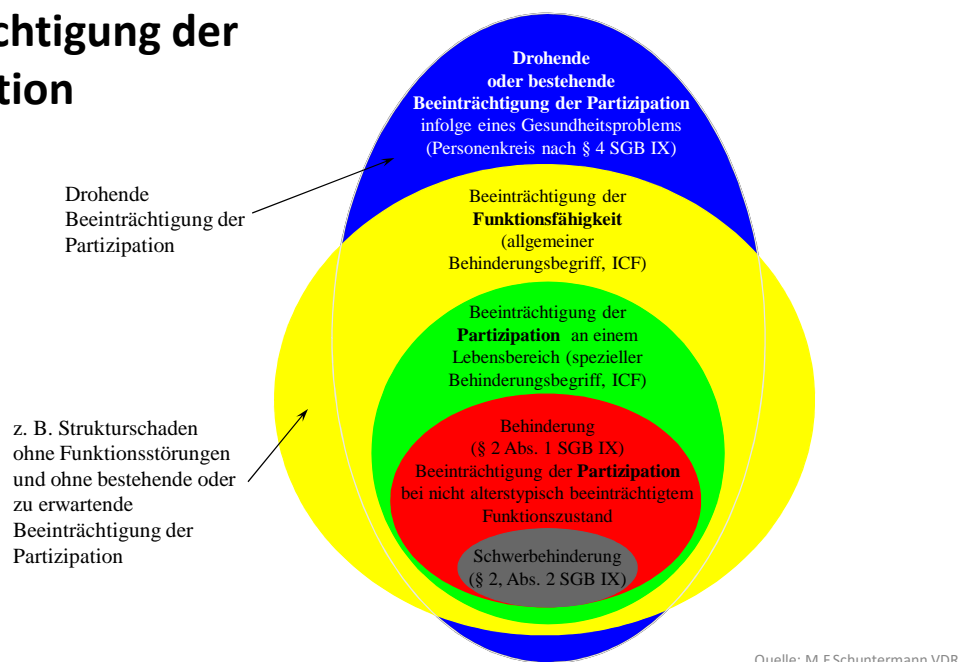 chtigung der
tion
Drohende
oder bestehende
Beeinträchtigung der Partizipation
infolge eines Gesundheitsproblems
(Personenkreis nach § 4 SGB IX)
Drohende
Beeinträchtigung der
Partizipation
Beeinträchtigung der
Funktionsfähigkeit
(allgemeiner
Behinderungsbegriff, ICF)
Beeinträchtigung der
Partizipation an einem
Lebensbereich (spezieller
Behinderungsbegriff, ICF)
z. B. Strukturschaden
ohne Funktionsstörungen
und ohne bestehende oder
zu erwartende
Beeinträchtigung der
Partizipation
Behinderung
(§ 2 Abs. 1 SGB IX)
Beeinträchtigung der Partizipation
bei nicht alterstypisch beeinträchtigtem
Funktionszustand
Schwerbehinderung
(§ 2, Abs. 2 SGB IX)
Quelle: M.F.Schuntermann VDR